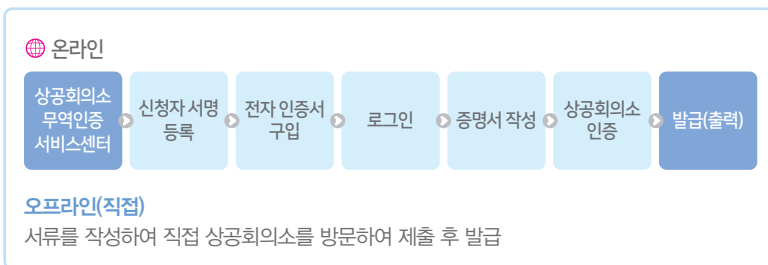 온라인
상공회의소
무역인증
서비스센터
신청자 서명
등록
전자 인증서
구입
로그인
증명서 작성
상공회의소
인증
발급(출력)
오프라인(직접)
서류를 작성하여 직접 상공회의소를 방문하여 제출 후 발급